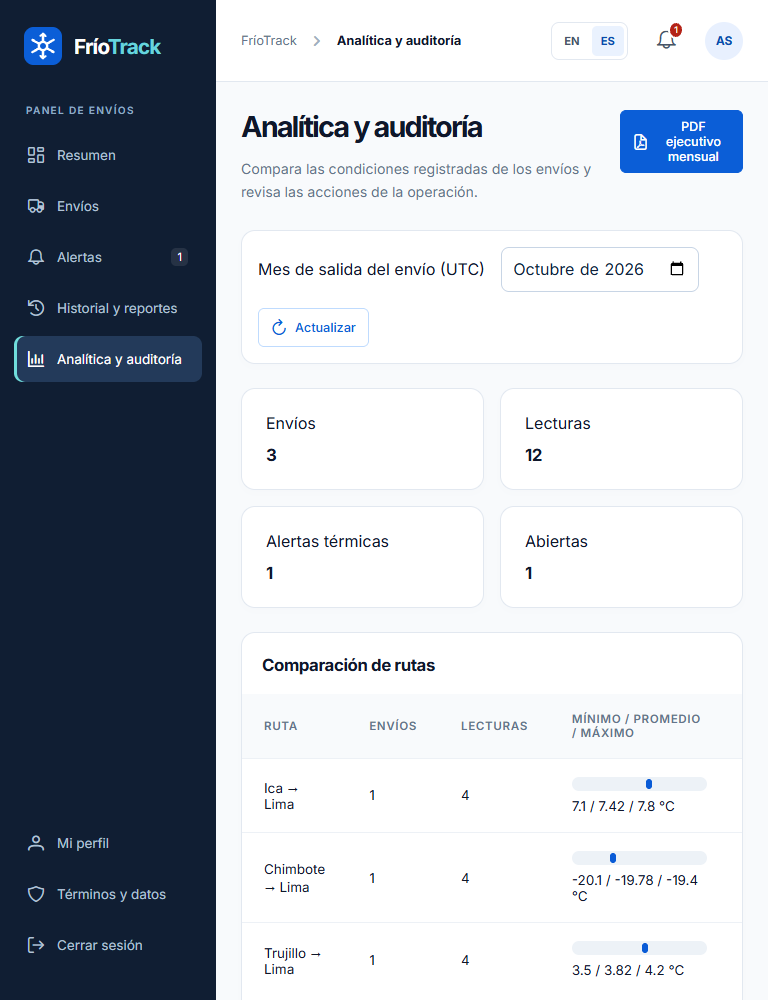 FríoTrack
PANEL DE ENVÍOS
Resumen
Envíos
Alertas
1
Historial y reportes
Analítica y auditoría
Mi perfil
Términos y datos
Cerrar sesión
FríoTrack
Analítica y auditoría
EN
ES
1
AS
Analítica y auditoría
Compara las condiciones registradas de los envíos y
revisa las acciones de la operación.
PDF
ejecutivo
mensual
Mes de salida del envío (UTC)
Octubre de 2026
Actualizar
Envíos
3
Lecturas
12
Alertas térmicas
1
Abiertas
1
Comparación de rutas
RUTA
ENVÍOS
LECTURAS
MÍNIMO / PROMEDIO
/ MÁXIMO
Ica →
Lima
1
4
7.1 / 7.42 / 7.8 °C
Chimbote
→ Lima
1
4
-20.1 / -19.78 / -19.4
°C
Trujillo →
Lima
1
4
3.5 / 3.82 / 4.2 °C